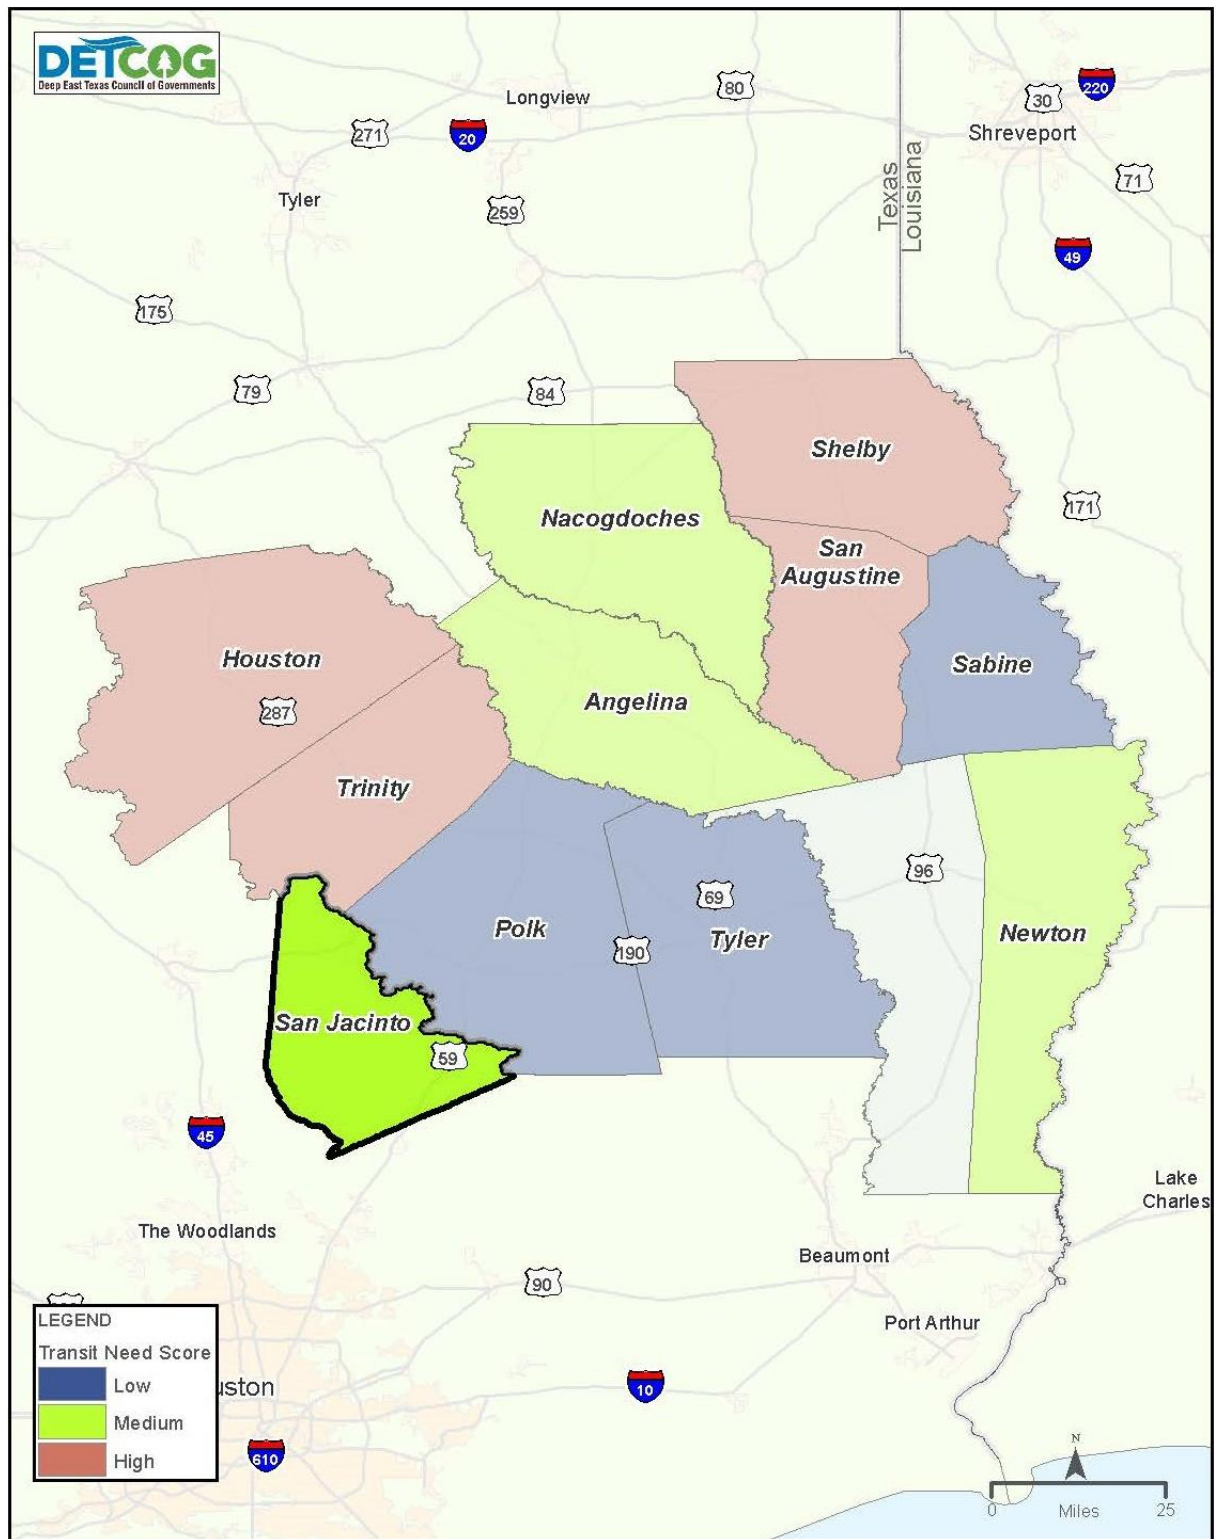 DETCOG
Deep East Texas Council of Governments
Longview
80
220
30
271
20
Shreveport
Texas
Louisiana
71
Tyler
259
49
175
79
84
Shelby
171
Nacogdoches
San
Augustine
Houston
Sabine
Angelina
287
Trinity
96
69
Polk
Tyler
Newton
190
San Jacinto
59
45
Lake
Charles
The Woodlands
Beaumont
90
Port Arthur
LEGEND
Transit Need Score
Low
Medium
High
uston
10
610
N
0 Miles 25